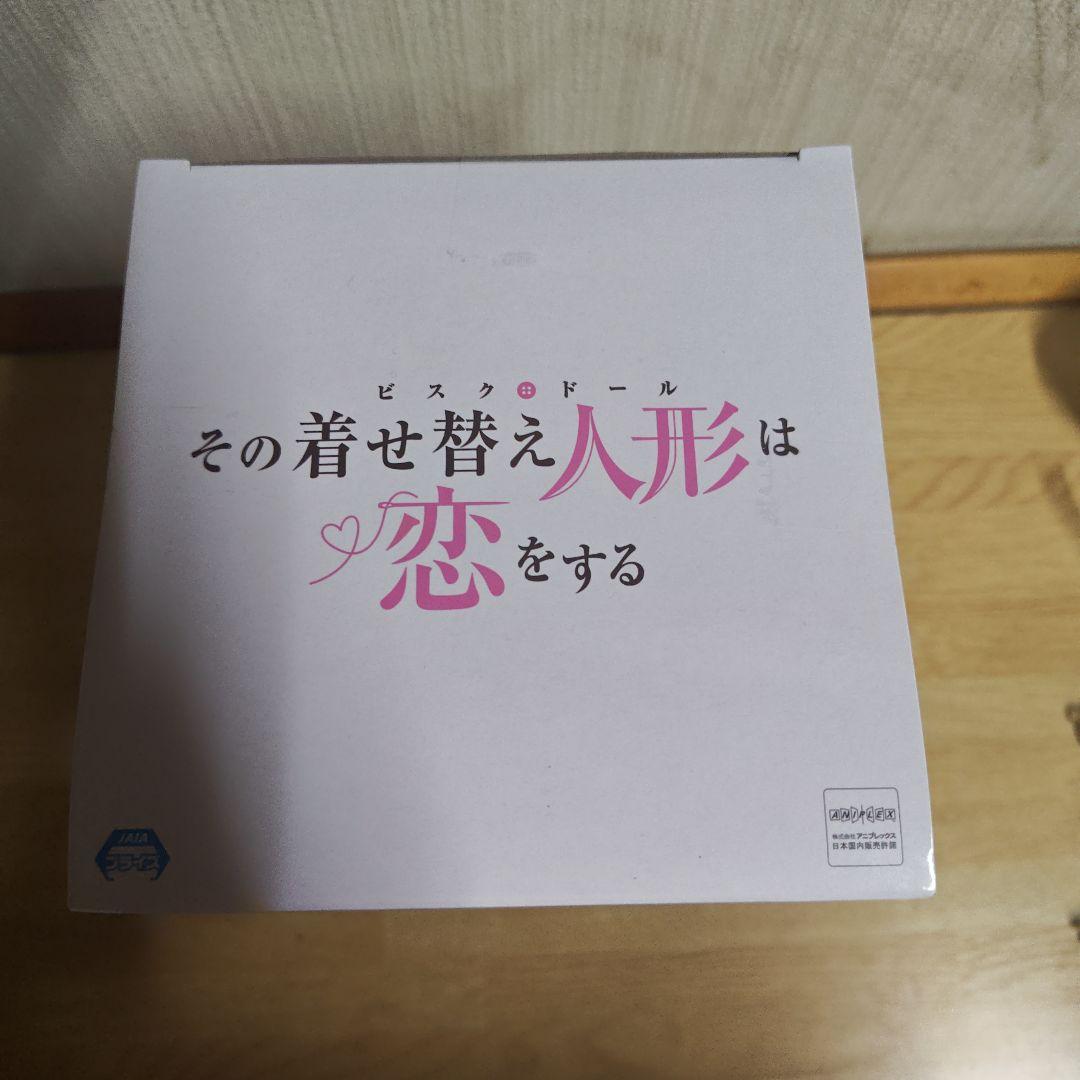 ビスク・ドール
その着せ替え人形は
恋をする
JAIA
プライズ
ANIPLEX
株式会社アニプレックス
日本国内販売許諾